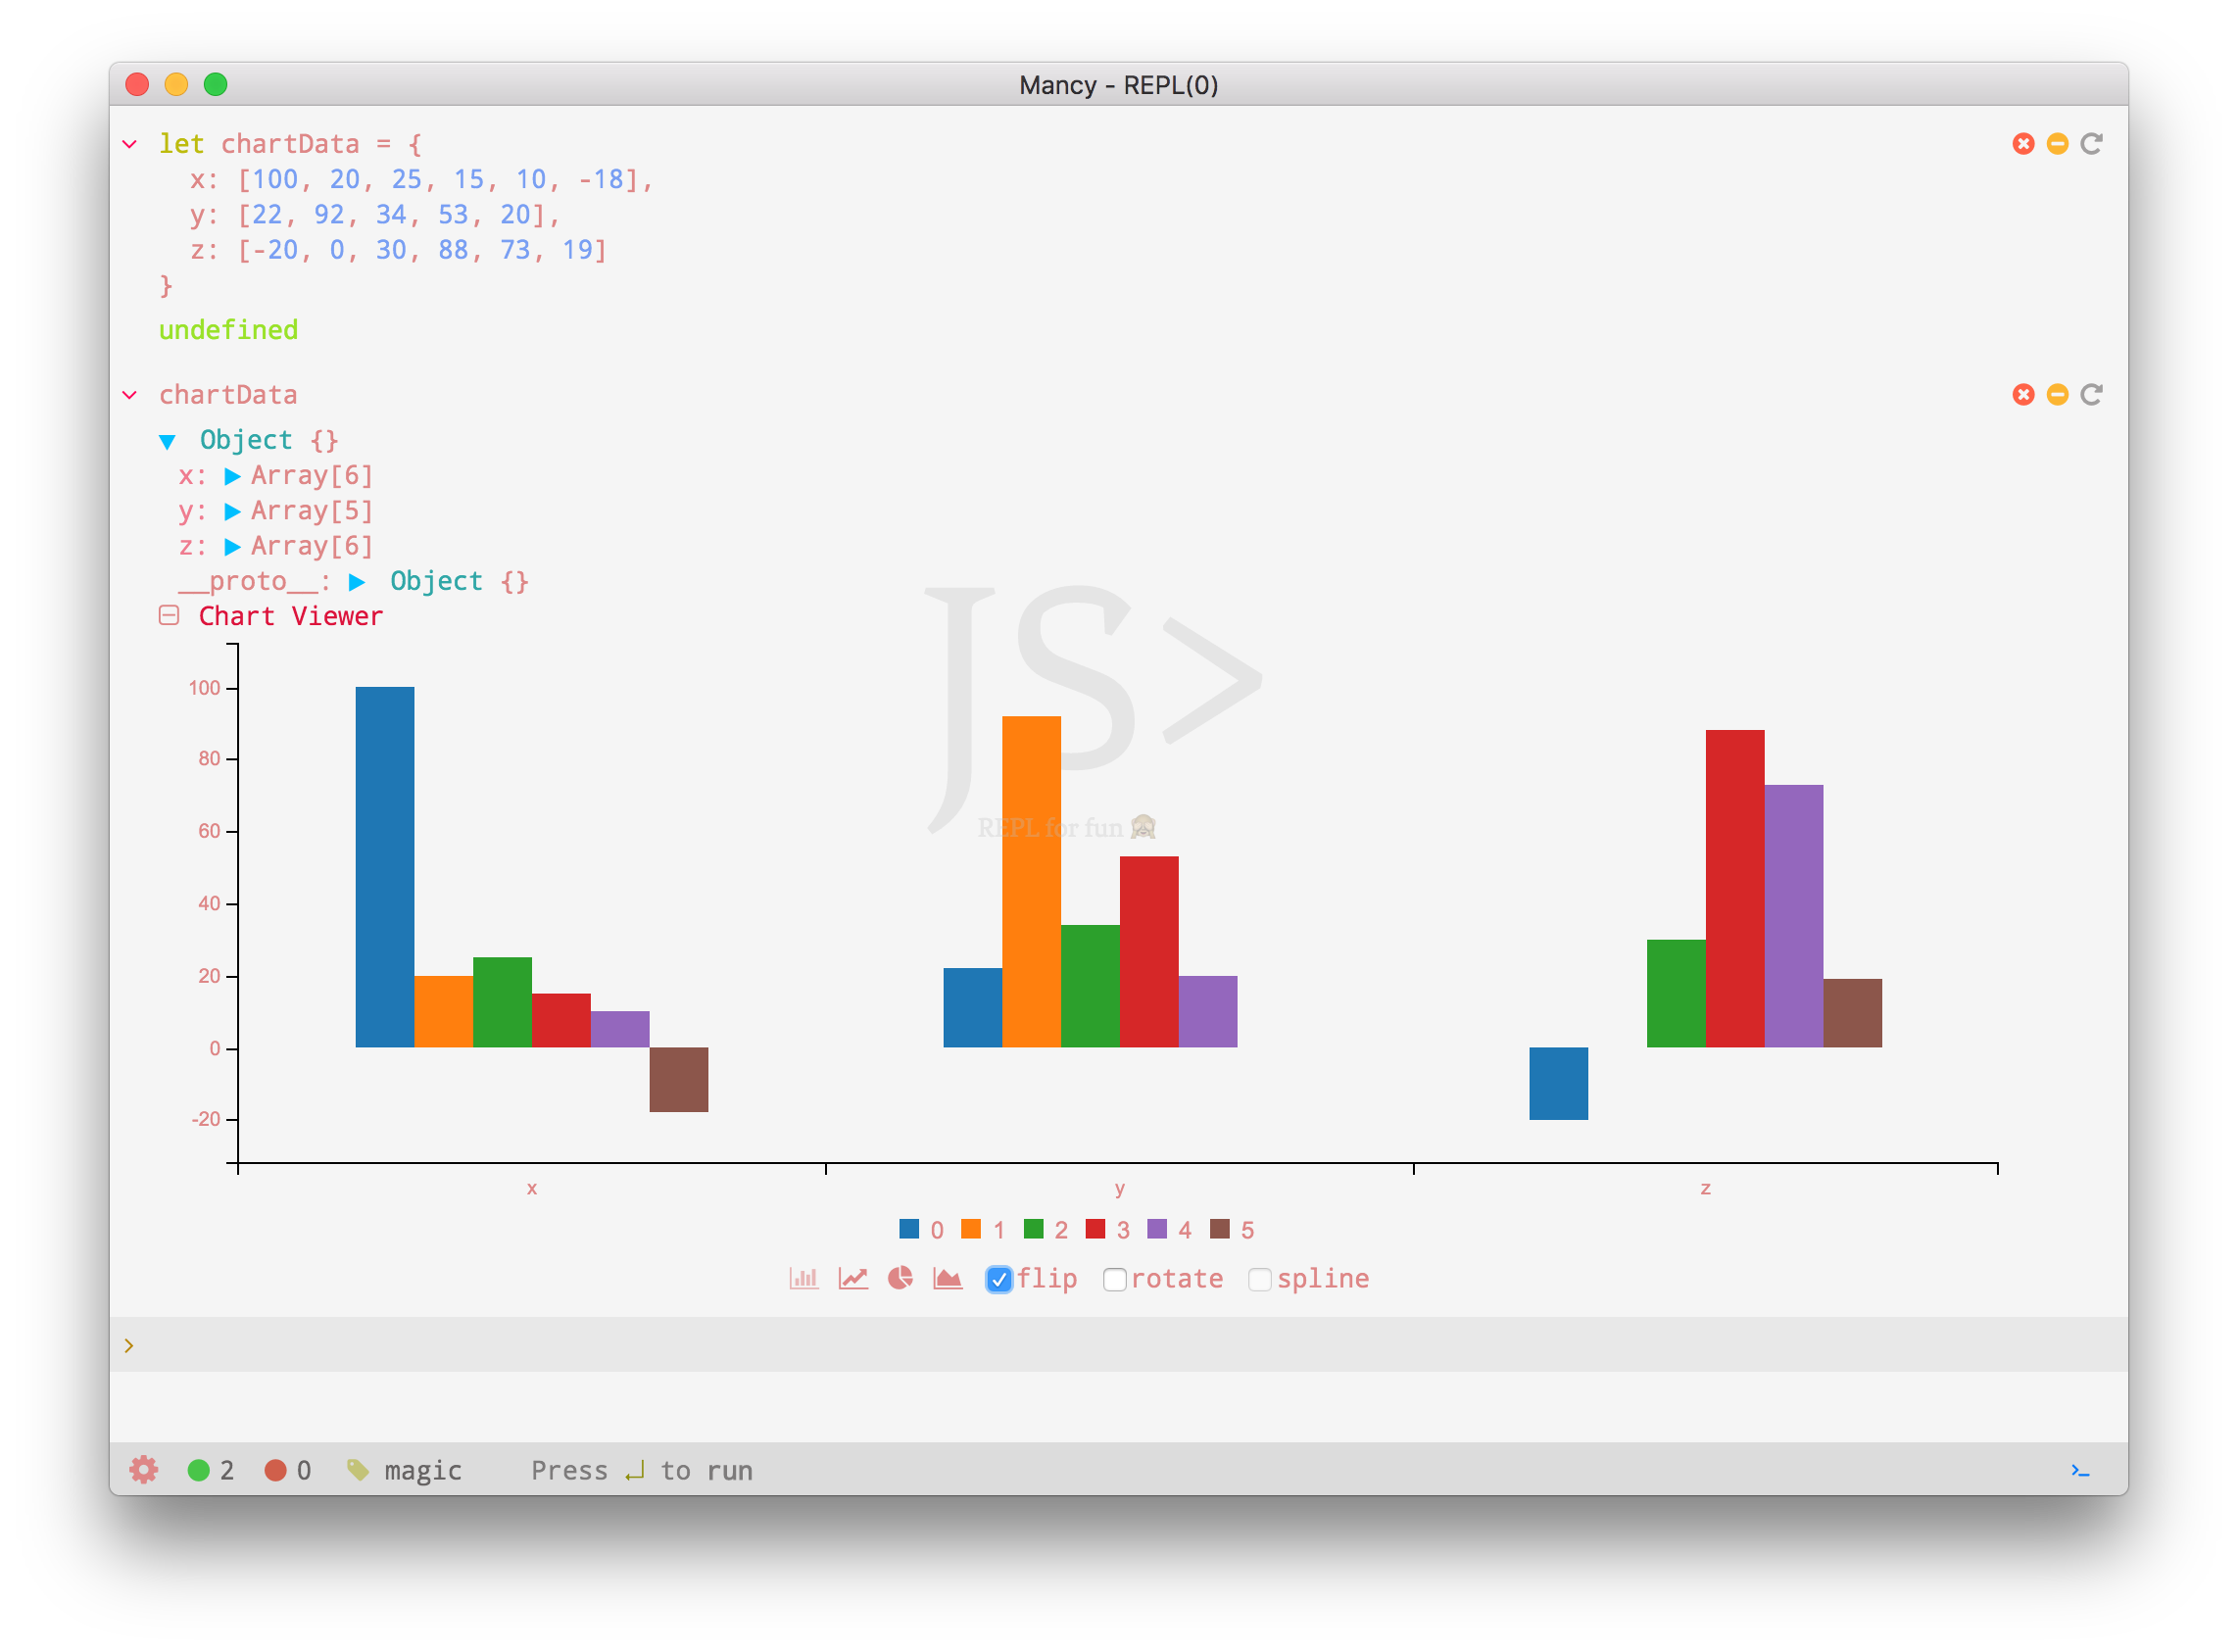 Mancy - REPL(0)
let chartData = {
x: [100, 20, 25, 15, 10, -18],
y: [22, 92, 34, 53, 20],
z: [-20, 0, 30, 88, 73, 19]
}
undefined
chartData
Object {}
x: Array[6]
y: Array[5]
z: Array[6]
__proto__: Object {}
Chart Viewer
JS>
REPL for fun 🙈
100
80
60
40
20
0
-20
x y z
0 1 2 3 4 5
flip rotate spline
>
2 0 magic Press ↵ to run >_